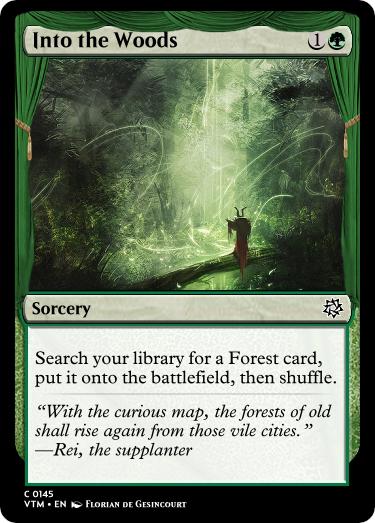 Into the Woods 1
Sorcery
Search your library for a Forest card,
put it onto the battlefield, then shuffle.
“With the curious map, the forests of old
shall rise again from those vile cities.”
—Rei, the supplanter
C 0145
VTM • EN Florian de Gesincourt